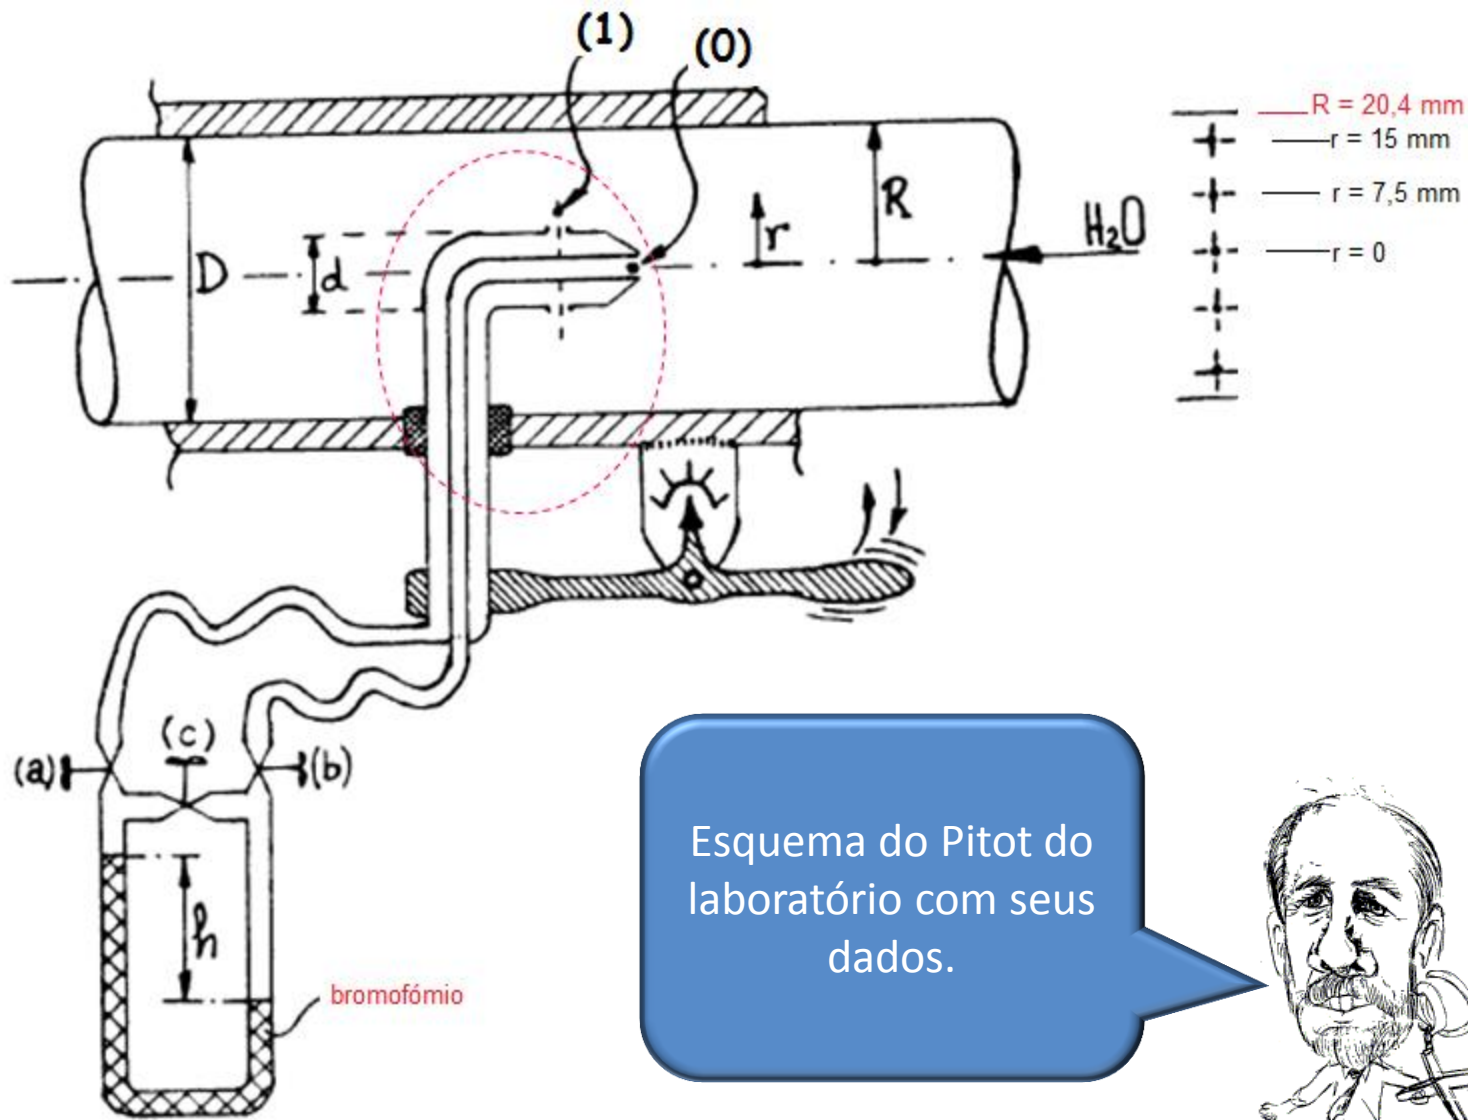 (1)
(0)
R = 20,4 mm
r = 15 mm
r = 7,5 mm
r = 0
R
r
H₂O
D
d
(c)
(a)
(b)
h
bromofómio
Esquema do Pitot do
laboratório com seus
dados.